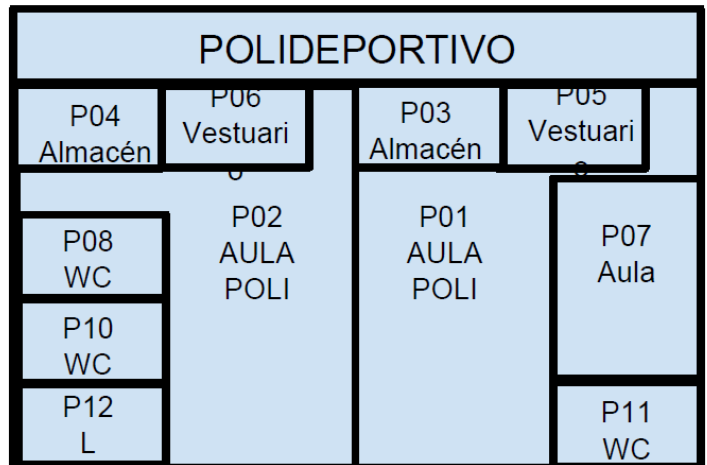 POLIDEPORTIVO
P04
Almacén
P06
Vestuari
o
P03
Almacén
P05
Vestuari
o
P02
AULA
POLI
P01
AULA
POLI
P07
Aula
P08
WC
P10
WC
P12
L
P11
WC